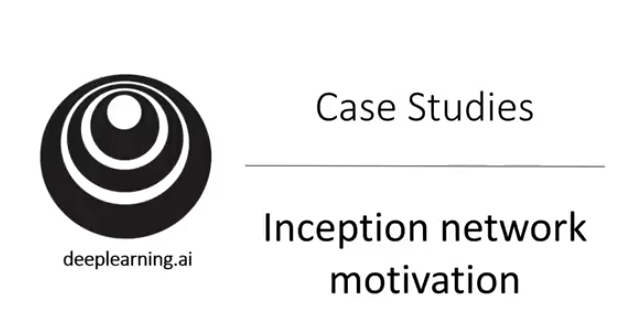 Case Studies
deeplearning.ai
Inception network
motivation